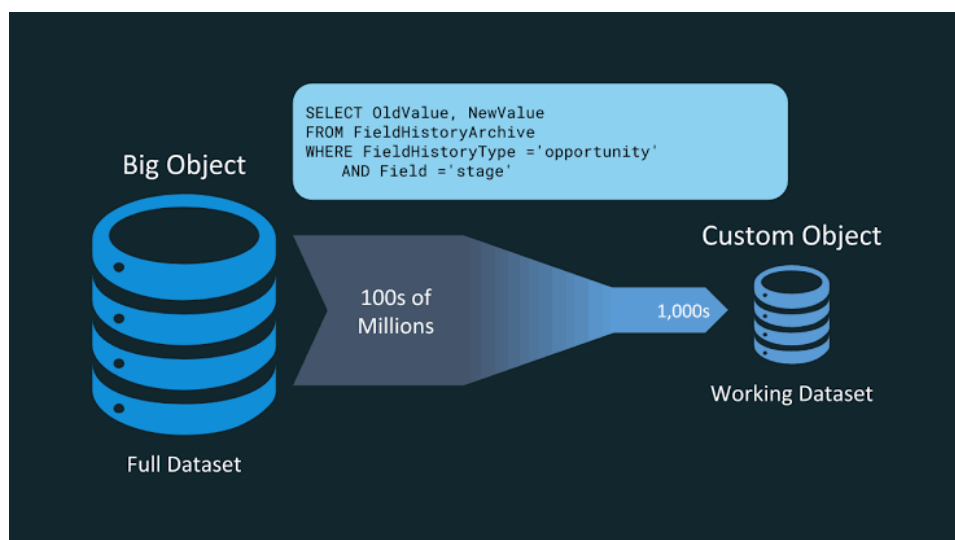 SELECT OldValue, NewValue
FROM FieldHistoryArchive
WHERE FieldHistoryType ='opportunity'
AND Field ='stage'
Big Object
100s of
Millions
Full Dataset
Custom Object
1,000s
Working Dataset